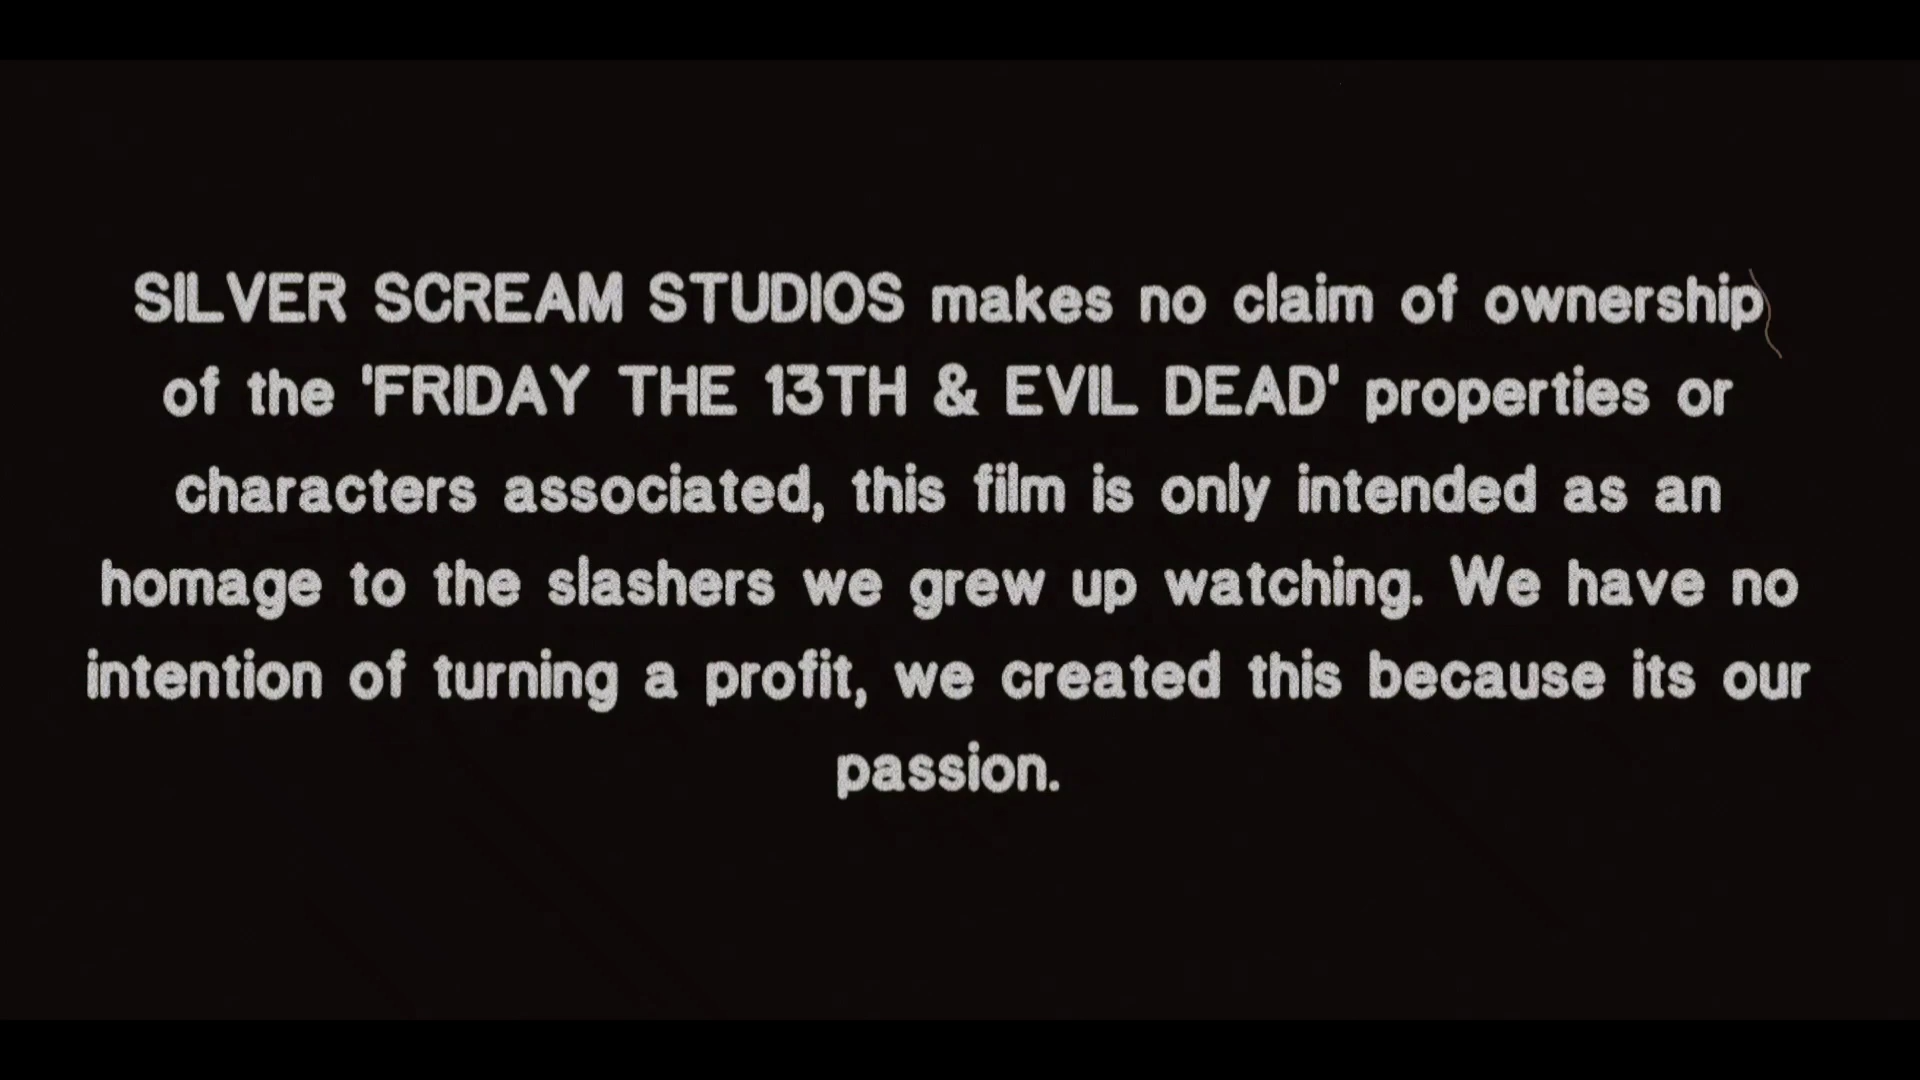 SILVER SCREAM STUDIOS makes no claim of ownership
of the 'FRIDAY THE 13TH & EVIL DEAD' properties or
characters associated, this film is only intended as an
homage to the slashers we grew up watching. We have no
intention of turning a profit, we created this because its our
passion.